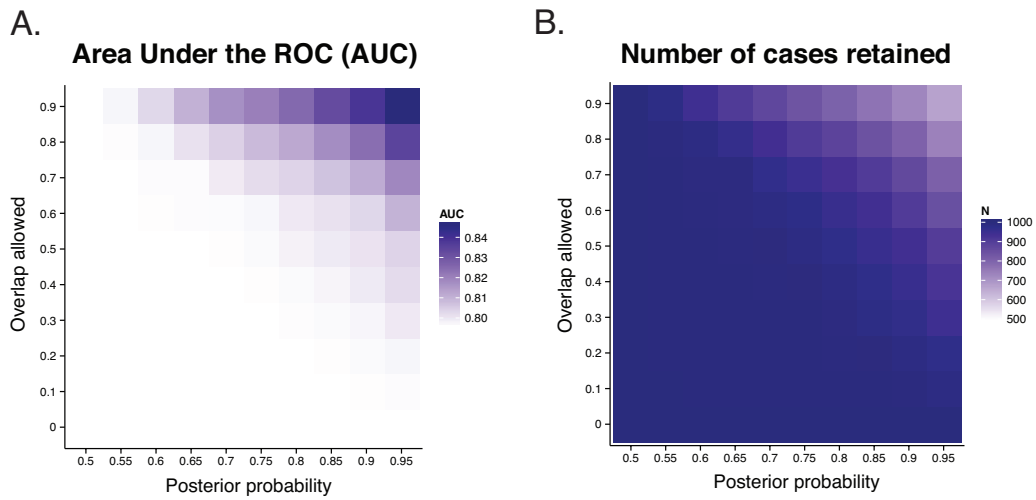 A.
Area Under the ROC (AUC)
0.9
0.8
0.7
0.6
0.5
0.4
0.3
0.2
0.1
0
Overlap allowed
0.5 0.55 0.6 0.65 0.7 0.75 0.8 0.85 0.9 0.95
Posterior probability
AUC
0.84
0.83
0.82
0.81
0.80
B.
Number of cases retained
0.9
0.8
0.7
0.6
0.5
0.4
0.3
0.2
0.1
0
Overlap allowed
0.5 0.55 0.6 0.65 0.7 0.75 0.8 0.85 0.9 0.95
Posterior probability
N
1000
900
800
700
600
500